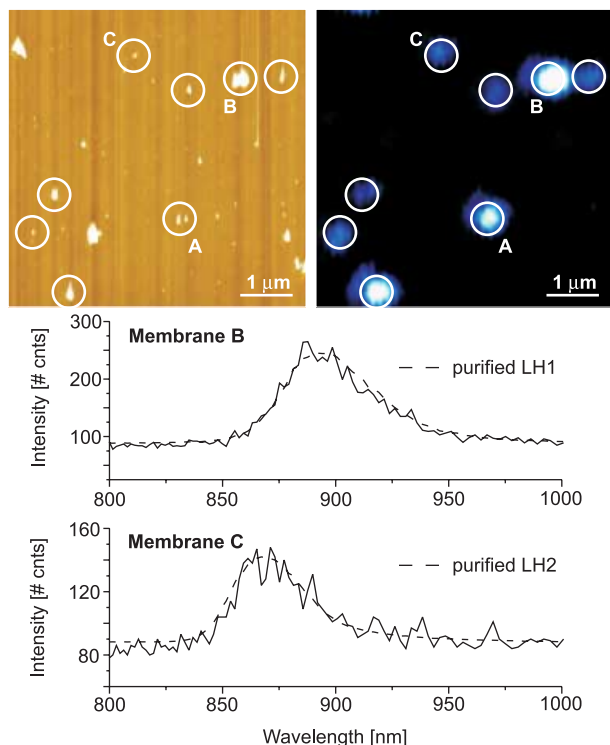 C
B
A
1 μm
C
B
A
1 μm
Membrane B
purified LH1
Intensity [# cnts]
300
200
100
800 850 900 950 1000
Membrane C
purified LH2
Intensity [# cnts]
160
120
80
800 850 900 950 1000
Wavelength [nm]